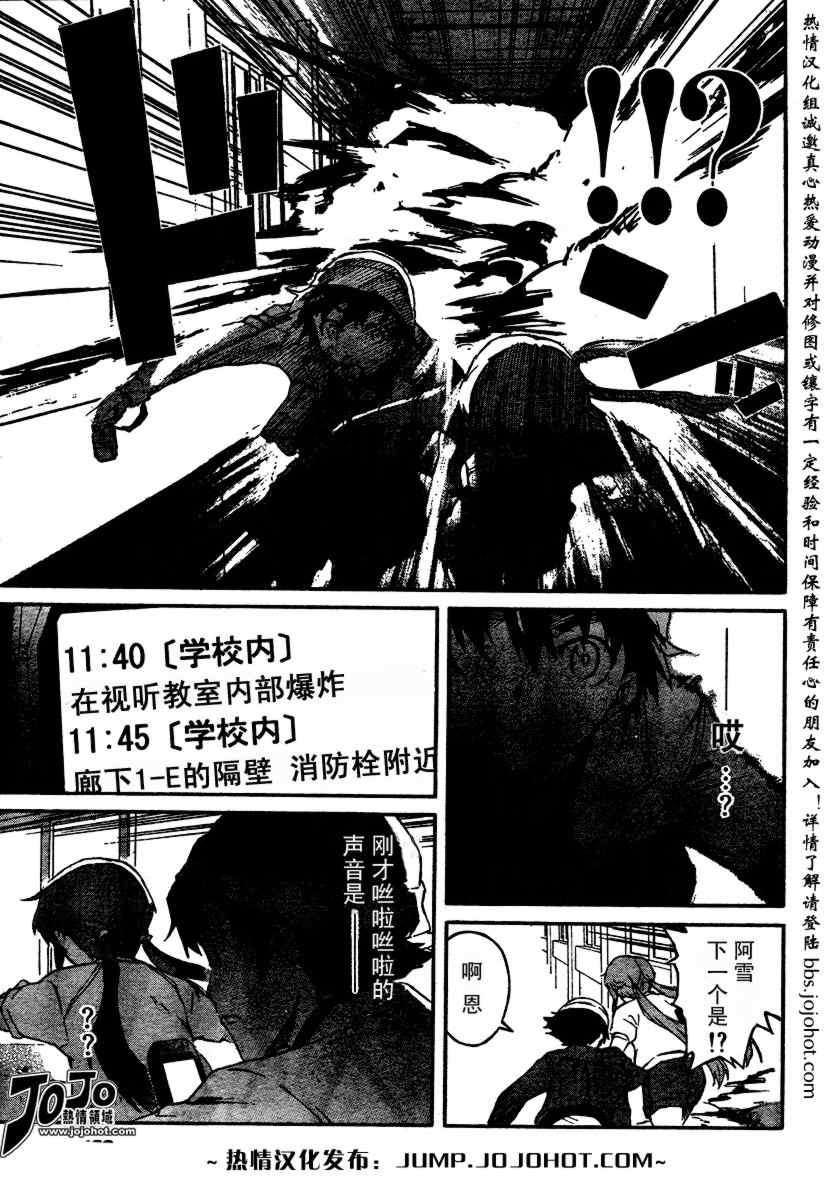 !!?
ドドド
哎
…?
11:40〔学校内〕
在视听教室内部爆炸
11:45〔学校内〕
廊下1-E的隔壁 消防栓附近
阿雪
下一个是!?
啊
恩
刚才咝啦咝啦的
声音是——
??
JOJO
热情領域
www.jojohot.com
~热情汉化发布：JUMP.JOJOHOT.COM~
热情汉化组诚邀真心热爱动漫并对修图或镶字有一定经验和时间保障有责任心的朋友加入！详情了解请登陆 bbs.jojohot.com